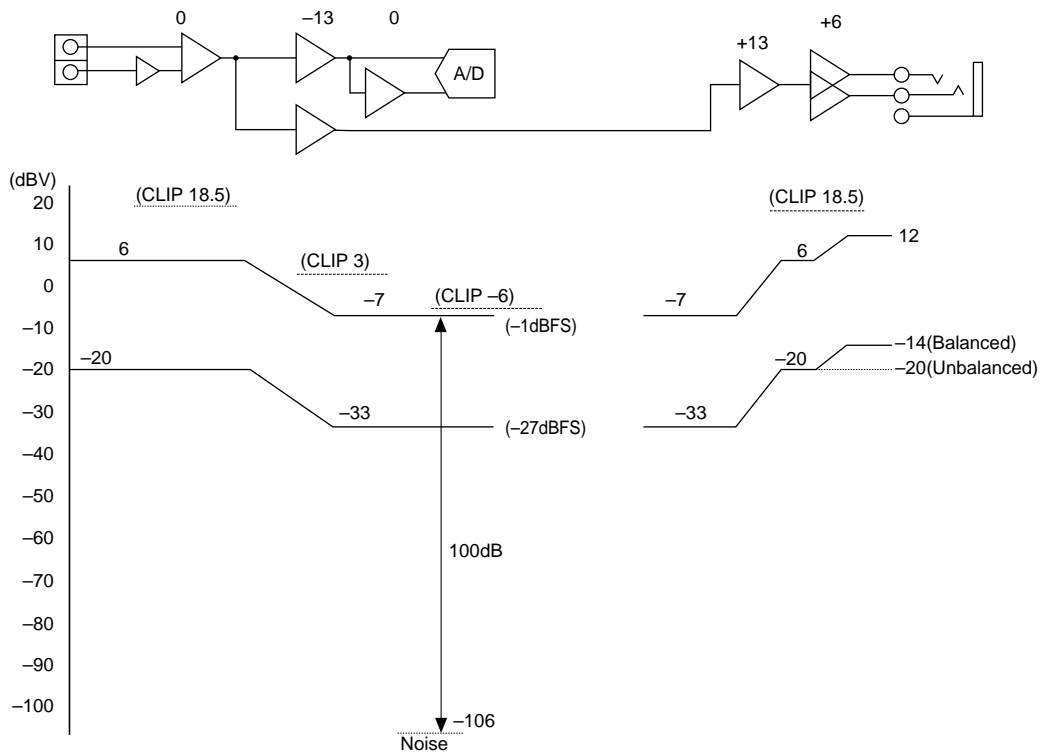 0 –13 0
+6
+13
A/D
(dBV)
20
10
0
–10
–20
–30
–40
–50
–60
–70
–80
–90
–100
(CLIP 18.5)
6
(CLIP 3)
–7
(CLIP –6)
(–1dBFS)
–20
–33
(–27dBFS)
100dB
–106
Noise
(CLIP 18.5)
–7
6
12
–33
–20
–14(Balanced)
–20(Unbalanced)